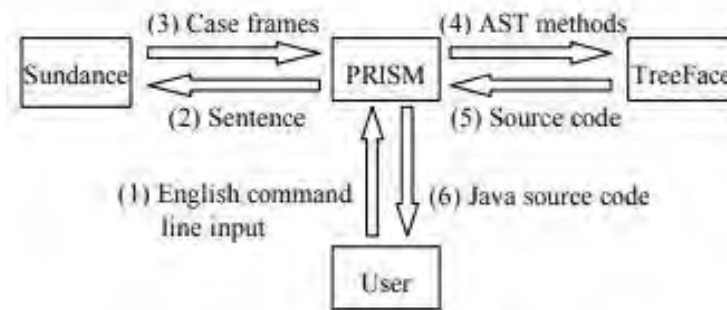 (3) Case frames
(4) AST methods
Sundance
PRISM
TreeFace
(2) Sentence
(5) Source code
(1) English command
line input
(6) Java source code
User